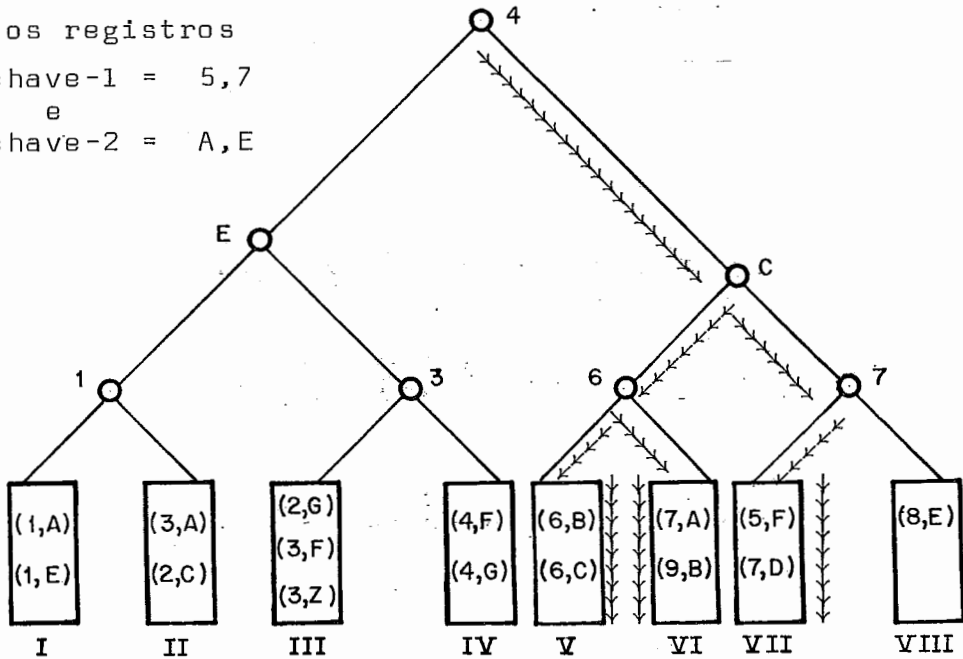 os registros
have-1 = 5,7
e
have-2 = A,E
4
E
C
1
3
6
7
(1,A)
(1,E)
(3,A)
(2,C)
(2,G)
(3,F)
(3,Z)
(4,F)
(4,G)
(6,B)
(6,C)
(7,A)
(9,B)
(5,F)
(7,D)
(8,E)
I
II
III
IV
V
VI
VII
VIII